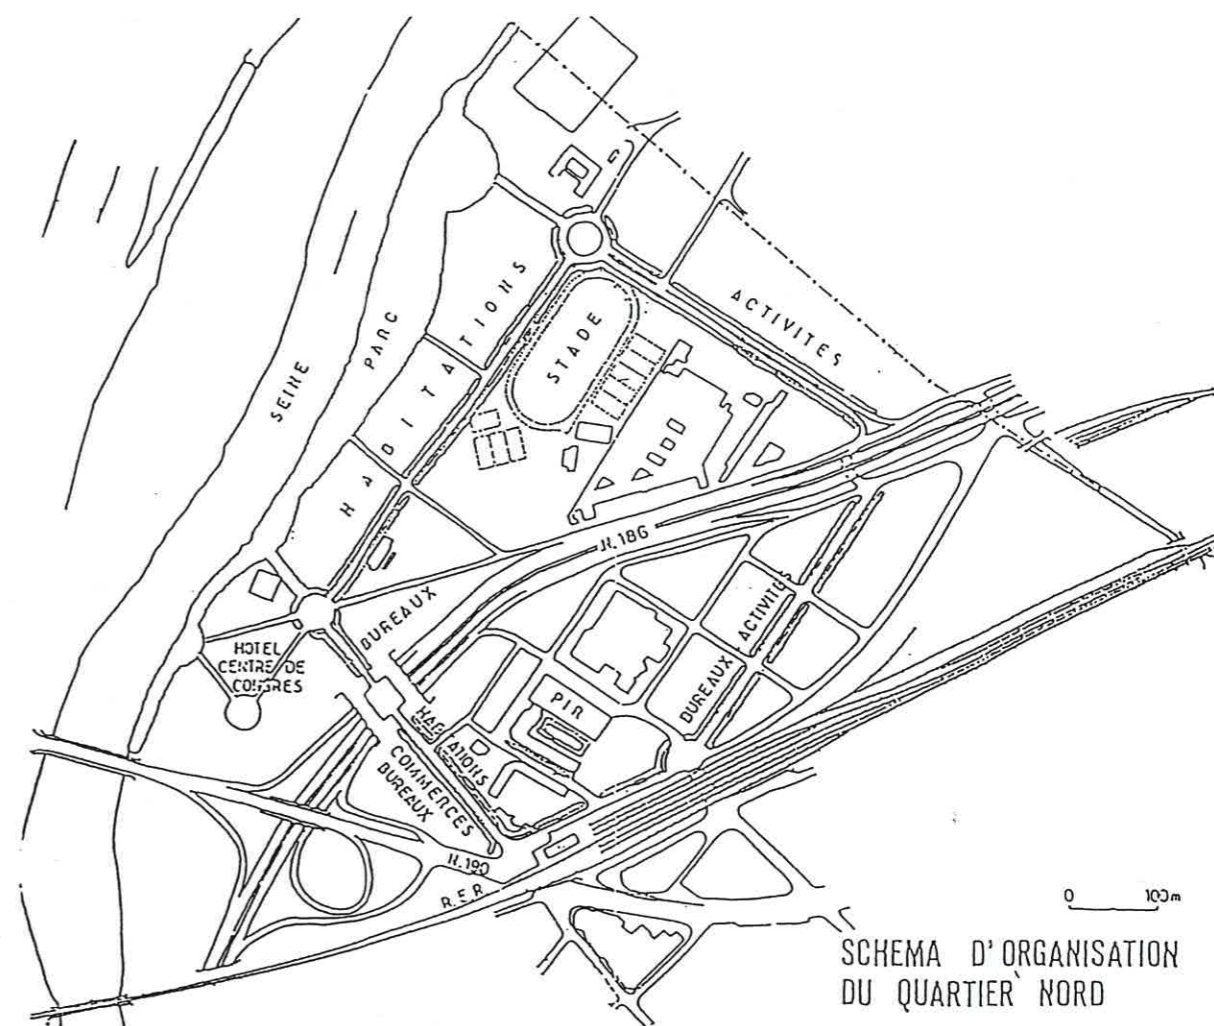 ACTIVITES
HABITATIONS
STADE
PARC
SEINE
N.186
BUREAUX
ACTIVITES
BUREAUX
HOTEL
CENTRE DE
CONGRES
PIR
HABITATIONS
COMMERCES
BUREAUX
N.190
R.E.R.
0 100m
SCHEMA D'ORGANISATION
DU QUARTIER NORD